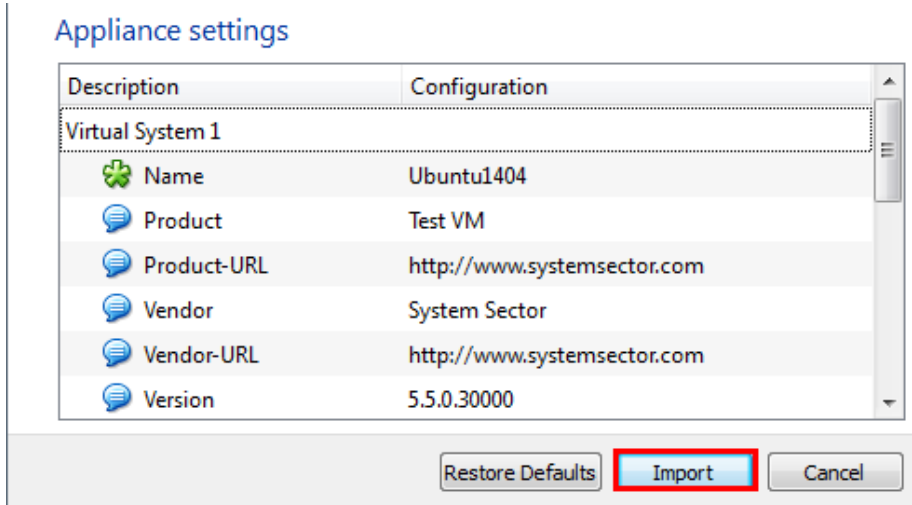 Appliance settings
Description Configuration
Virtual System 1
Name Ubuntu1404
Product Test VM
Product-URL http://www.systemsector.com
Vendor System Sector
Vendor-URL http://www.systemsector.com
Version 5.5.0.30000
Restore Defaults Import Cancel